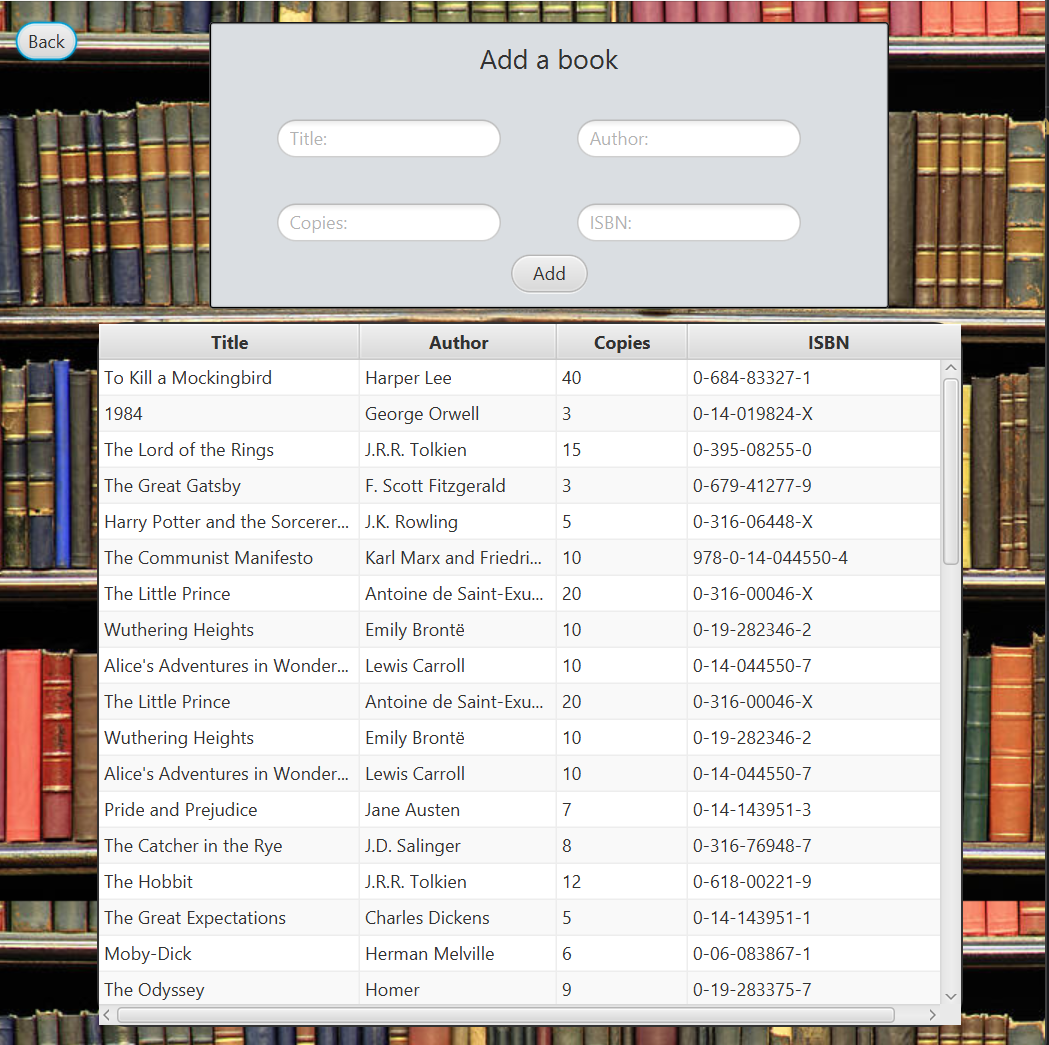 Back
Add a book
Title: Author:
Copies: ISBN:
Add
Title Author Copies ISBN
To Kill a Mockingbird Harper Lee 40 0-684-83327-1
1984 George Orwell 3 0-14-019824-X
The Lord of the Rings J.R.R. Tolkien 15 0-395-08255-0
The Great Gatsby F. Scott Fitzgerald 3 0-679-41277-9
Harry Potter and the Sorcerer... J.K. Rowling 5 0-316-06448-X
The Communist Manifesto Karl Marx and Friedri... 10 978-0-14-044550-4
The Little Prince Antoine de Saint-Exu... 20 0-316-00046-X
Wuthering Heights Emily Brontë 10 0-19-282346-2
Alice's Adventures in Wonder... Lewis Carroll 10 0-14-044550-7
The Little Prince Antoine de Saint-Exu... 20 0-316-00046-X
Wuthering Heights Emily Brontë 10 0-19-282346-2
Alice's Adventures in Wonder... Lewis Carroll 10 0-14-044550-7
Pride and Prejudice Jane Austen 7 0-14-143951-3
The Catcher in the Rye J.D. Salinger 8 0-316-76948-7
The Hobbit J.R.R. Tolkien 12 0-618-00221-9
The Great Expectations Charles Dickens 5 0-14-143951-1
Moby-Dick Herman Melville 6 0-06-083867-1
The Odyssey Homer 9 0-19-283375-7